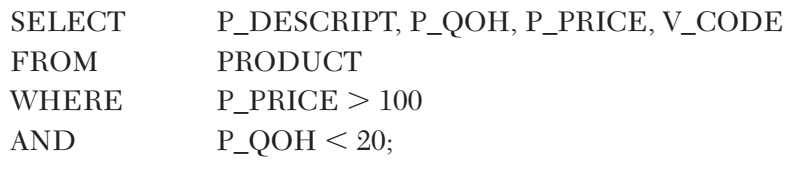 SELECT P_DESCRIPT, P_QOH, P_PRICE, V_CODE
FROM PRODUCT
WHERE P_PRICE > 100
AND P_QOH < 20;